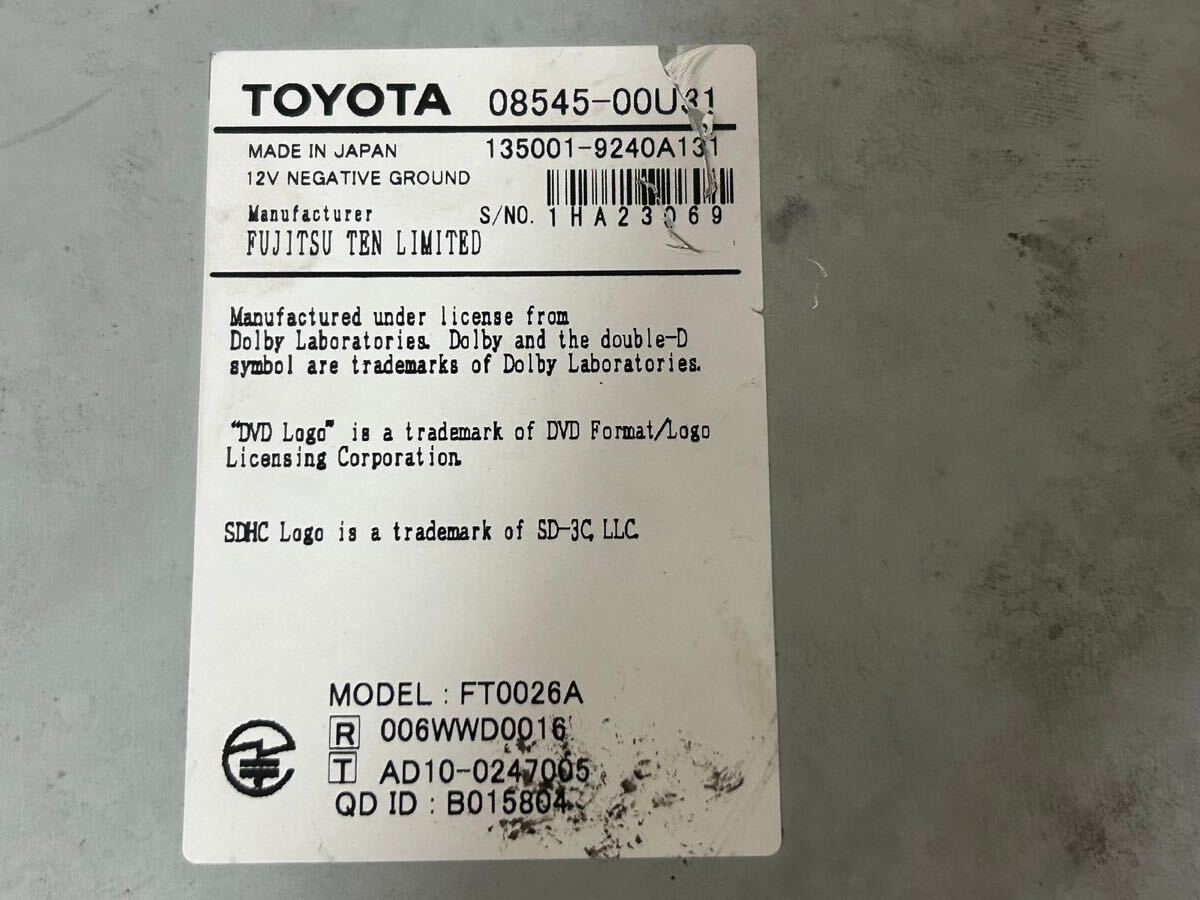 TOYOTA 08545-00U31
MADE IN JAPAN 135001-9240A131
12V NEGATIVE GROUND
Manufacturer S/NO. 1HA23069
FUJITSU TEN LIMITED
Manufactured under license from
Dolby Laboratories. Dolby and the double-D
symbol are trademarks of Dolby Laboratories.
"DVD Logo" is a trademark of DVD Format/Logo
Licensing Corporation.
SDHC Logo is a trademark of SD-3C, LLC.
MODEL : FT0026A
R 006WWD0016
T AD10-0247005
QD ID : B015804